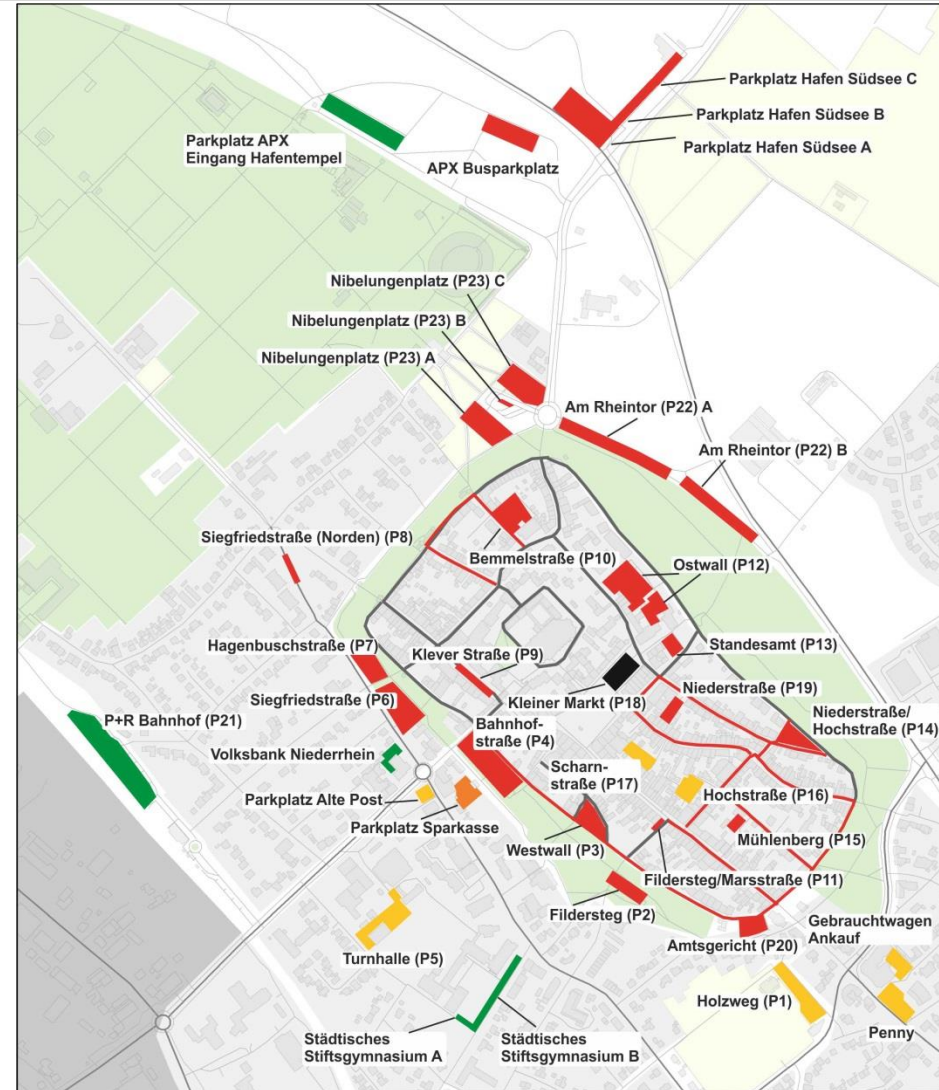 Parkplatz Hafen Südsee C
Parkplatz Hafen Südsee B
Parkplatz Hafen Südsee A
Parkplatz APX
Eingang Hafentempel
APX Busparkplatz
Nibelungenplatz (P23) C
Nibelungenplatz (P23) B
Nibelungenplatz (P23) A
Am Rheintor (P22) A
Am Rheintor (P22) B
Siegfriedstraße (Norden) (P8)
Bemmelstraße (P10)
Ostwall (P12)
Hagenbuschstraße (P7)
Klever Straße (P9)
Standesamt (P13)
Siegfriedstraße (P6)
Kleiner Markt (P18)
Niederstraße (P19)
P+R Bahnhof (P21)
Bahnhof-
straße (P4)
Niederstraße/
Hochstraße (P14)
Volksbank Niederrhein
Scharn-
straße (P17)
Hochstraße (P16)
Parkplatz Alte Post
Parkplatz Sparkasse
Mühlenberg (P15)
Westwall (P3)
Fildersteg/Marsstraße (P11)
Fildersteg (P2)
Amtsgericht (P20)
Gebrauchtwagen
Ankauf
Turnhalle (P5)
Holzweg (P1)
Penny
Städtisches
Stiftsgymnasium A
Städtisches
Stiftsgymnasium B